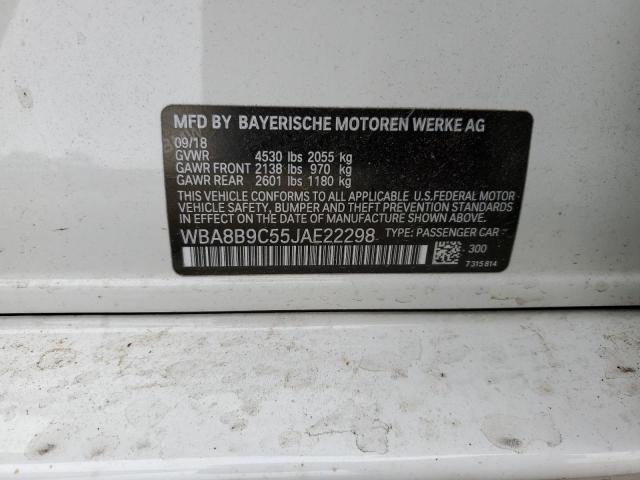 MFD BY BAYERISCHE MOTOREN WERKE AG
09/18
GVWR 4530 lbs 2055 kg
GAWR FRONT 2138 lbs 970 kg
GAWR REAR 2601 lbs 1180 kg
THIS VEHICLE CONFORMS TO ALL APPLICABLE U.S.FEDERAL MOTOR
VEHICLE SAFETY, BUMPER AND THEFT PREVENTION STANDARDS IN
EFFECT ON THE DATE OF MANUFACTURE SHOWN ABOVE.
WBA8B9C55JAE22298 TYPE: PASSENGER CAR
300
7315814